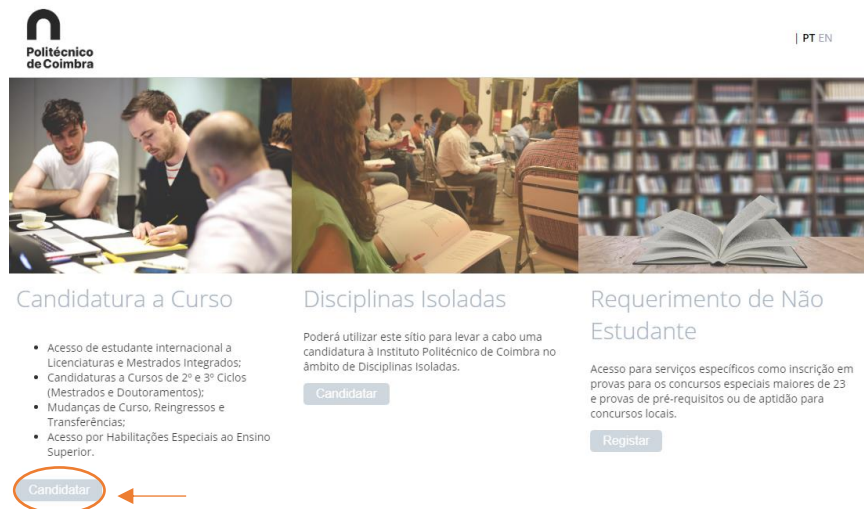 Politécnico
de Coimbra
| PT EN
Candidatura a Curso
• Acesso de estudante internacional a
Licenciaturas e Mestrados Integrados;
• Candidaturas a Cursos de 2º e 3º Ciclos
(Mestrados e Doutoramentos);
• Mudanças de Curso, Reingressos e
Transferências;
• Acesso por Habilitações Especiais ao Ensino
Superior.
Candidatar
Disciplinas Isoladas
Poderá utilizar este sítio para levar a cabo uma
candidatura à Instituto Politécnico de Coimbra no
âmbito de Disciplinas Isoladas.
Candidatar
Requerimento de Não
Estudante
Acesso para serviços específicos como inscrição em
provas para os concursos especiais maiores de 23
e provas de pré-requisitos ou de aptidão para
concursos locais.
Registar